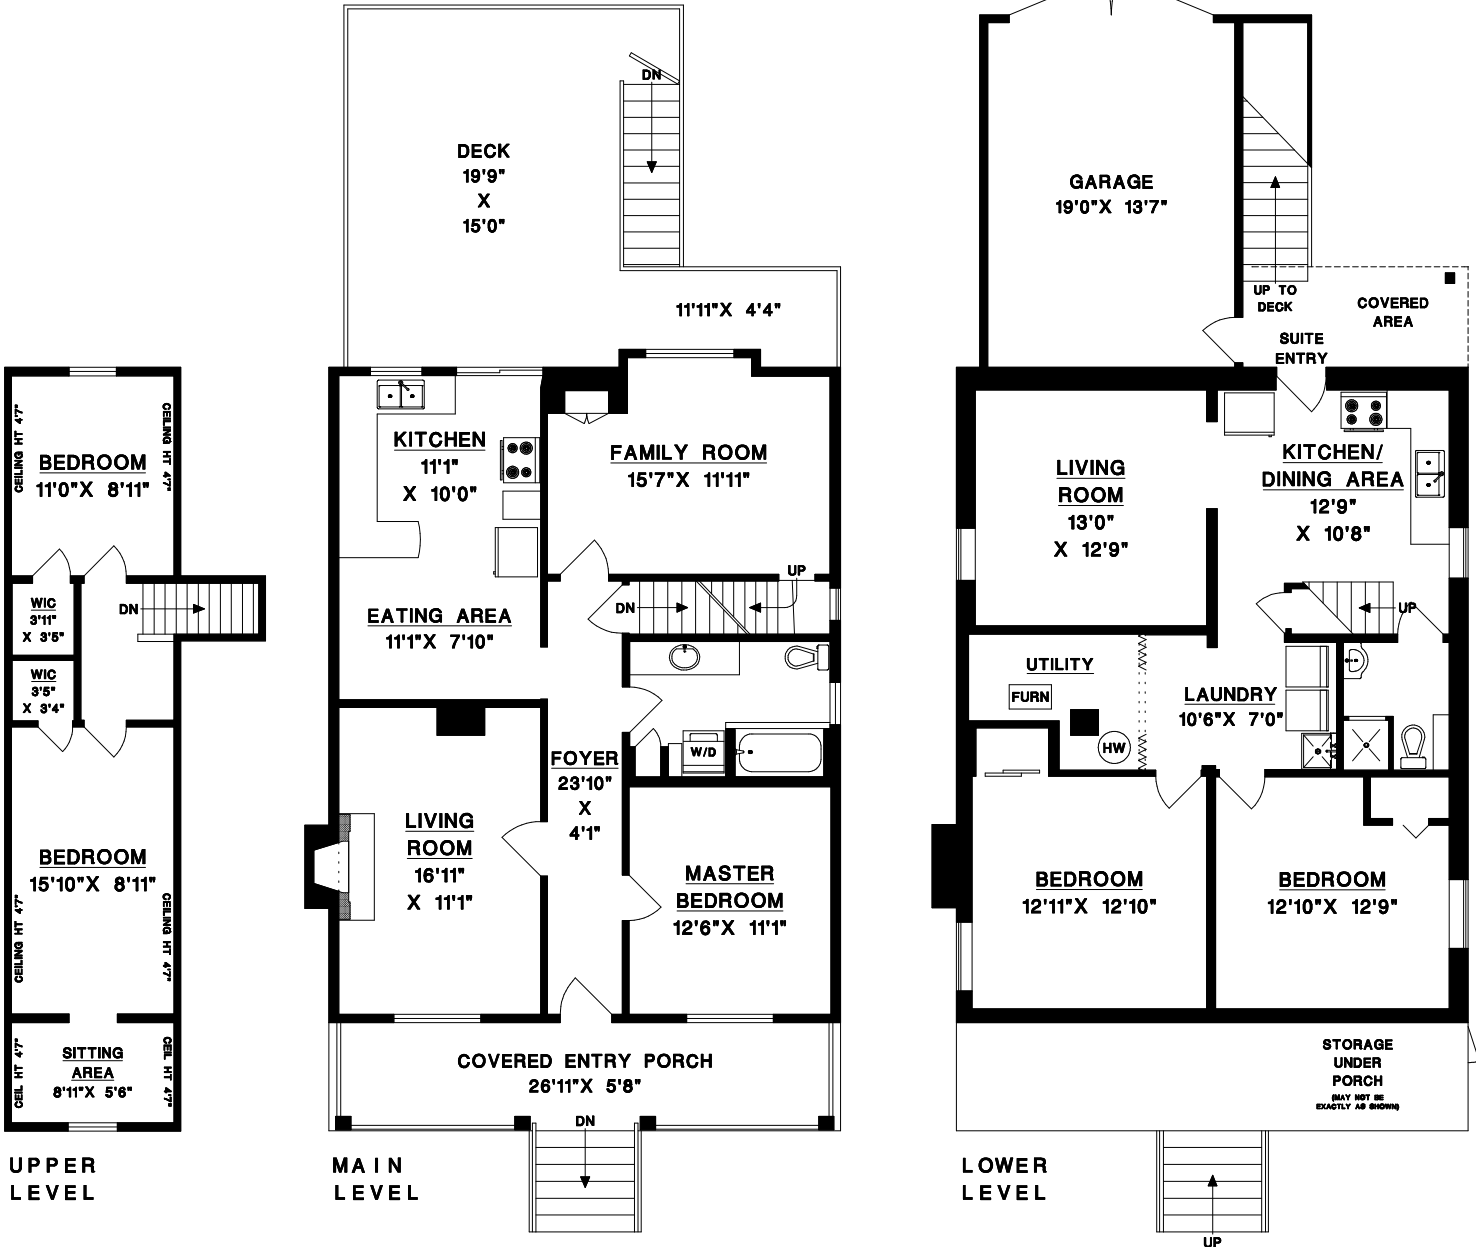 DN
DECK
19'9"
X
15'0"
11'11"X 4'4"
KITCHEN
11'1"
X 10'0"
FAMILY ROOM
15'7"X 11'11"
EATING AREA
11'1"X 7'10"
UP
DN
W/D
FOYER
23'10"
X
4'1"
LIVING
ROOM
16'11"
X 11'1"
MASTER
BEDROOM
12'6"X 11'1"
COVERED ENTRY PORCH
26'11"X 5'8"
DN
MAIN
LEVEL
CEILING HT 4'7"
CEILING HT 4'7"
BEDROOM
11'0"X 8'11"
WIC
3'11"
X 3'5"
DN
WIC
3'5"
X 3'4"
BEDROOM
15'10"X 8'11"
CEILING HT 4'7"
CEILING HT 4'7"
SITTING
AREA
8'11"X 5'6"
CEIL HT 4'7"
CEIL HT 4'7"
UPPER
LEVEL
GARAGE
19'0"X 13'7"
UP TO
DECK
COVERED
AREA
SUITE
ENTRY
LIVING
ROOM
13'0"
X 12'9"
KITCHEN/
DINING AREA
12'9"
X 10'8"
UP
UTILITY
FURN
HW
LAUNDRY
10'6"X 7'0"
BEDROOM
12'11"X 12'10"
BEDROOM
12'10"X 12'9"
STORAGE
UNDER
PORCH
(MAY NOT BE
EXACTLY AS SHOWN)
UP
LOWER
LEVEL